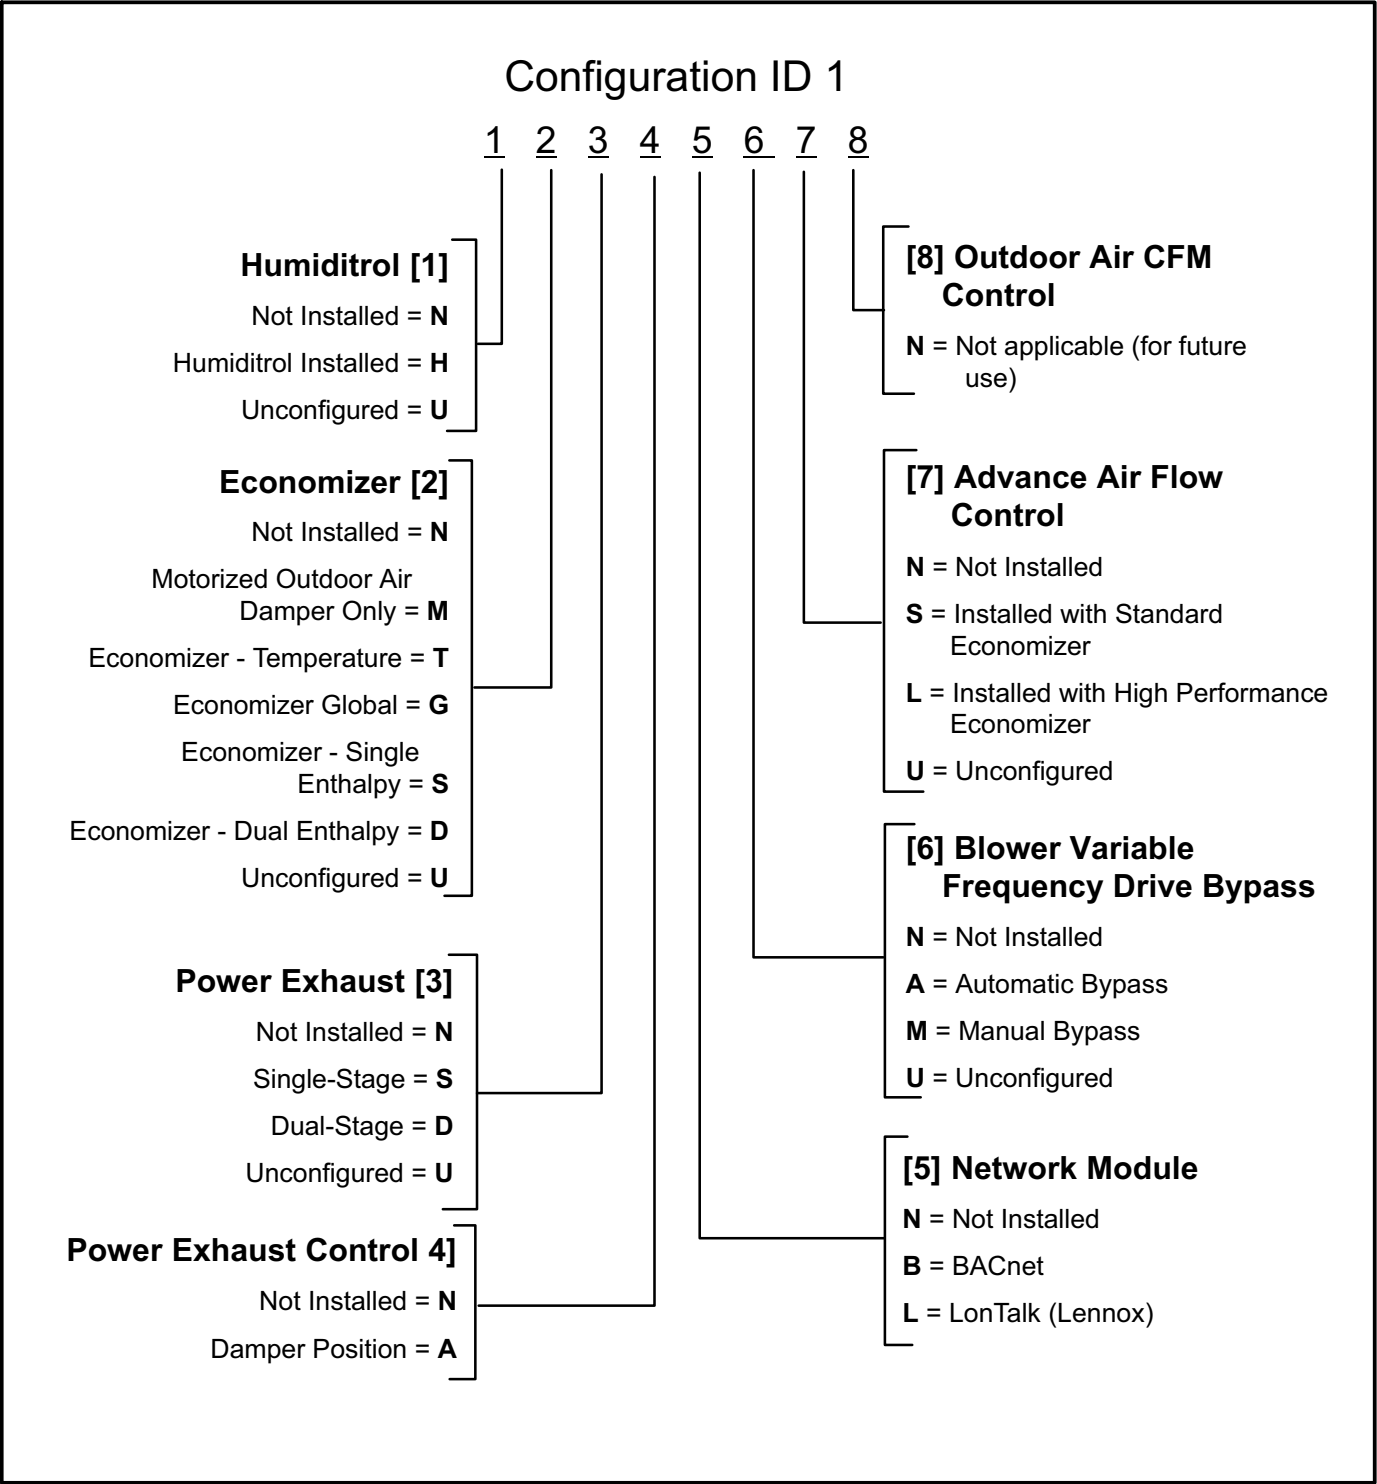 Configuration ID 1
1 2 3 4 5 6 7 8
Humiditrol [1]
Not Installed = N
Humiditrol Installed = H
Unconfigured = U
Economizer [2]
Not Installed = N
Motorized Outdoor Air
Damper Only = M
Economizer - Temperature = T
Economizer Global = G
Economizer - Single
Enthalpy = S
Economizer - Dual Enthalpy = D
Unconfigured = U
Power Exhaust [3]
Not Installed = N
Single-Stage = S
Dual-Stage = D
Unconfigured = U
Power Exhaust Control 4]
Not Installed = N
Damper Position = A
[8] Outdoor Air CFM
Control
N = Not applicable (for future
use)
[7] Advance Air Flow
Control
N = Not Installed
S = Installed with Standard
Economizer
L = Installed with High Performance
Economizer
U = Unconfigured
[6] Blower Variable
Frequency Drive Bypass
N = Not Installed
A = Automatic Bypass
M = Manual Bypass
U = Unconfigured
[5] Network Module
N = Not Installed
B = BACnet
L = LonTalk (Lennox)